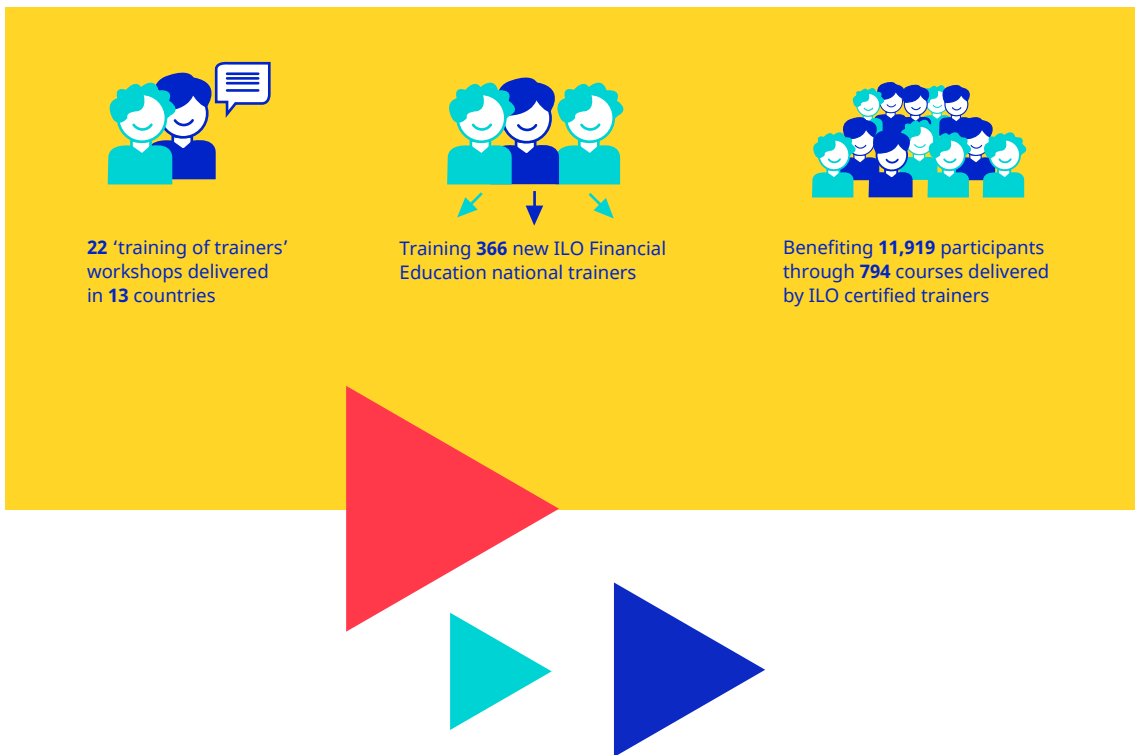 22 ‘training of trainers’
workshops delivered
in 13 countries
Training 366 new ILO Financial
Education national trainers
Benefiting 11,919 participants
through 794 courses delivered
by ILO certified trainers